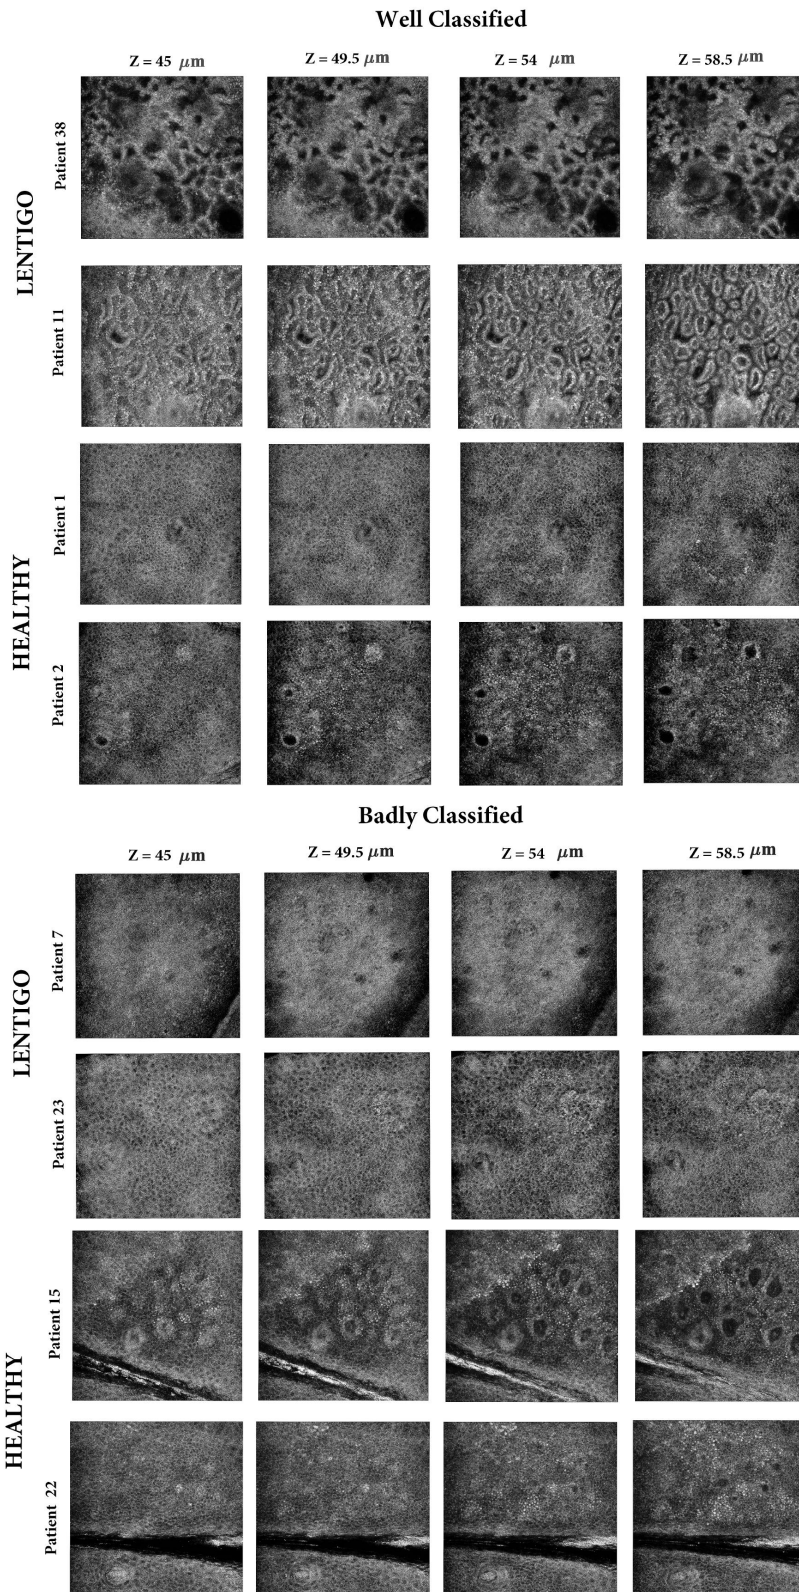 Well Classified
Z = 45 μm
Z = 49.5 μm
Z = 54 μm
Z = 58.5 μm
LENTIGO
Patient 38
Patient 11
HEALTHY
Patient 1
Patient 2
Badly Classified
Z = 45 μm
Z = 49.5 μm
Z = 54 μm
Z = 58.5 μm
LENTIGO
Patient 7
Patient 23
HEALTHY
Patient 15
Patient 22